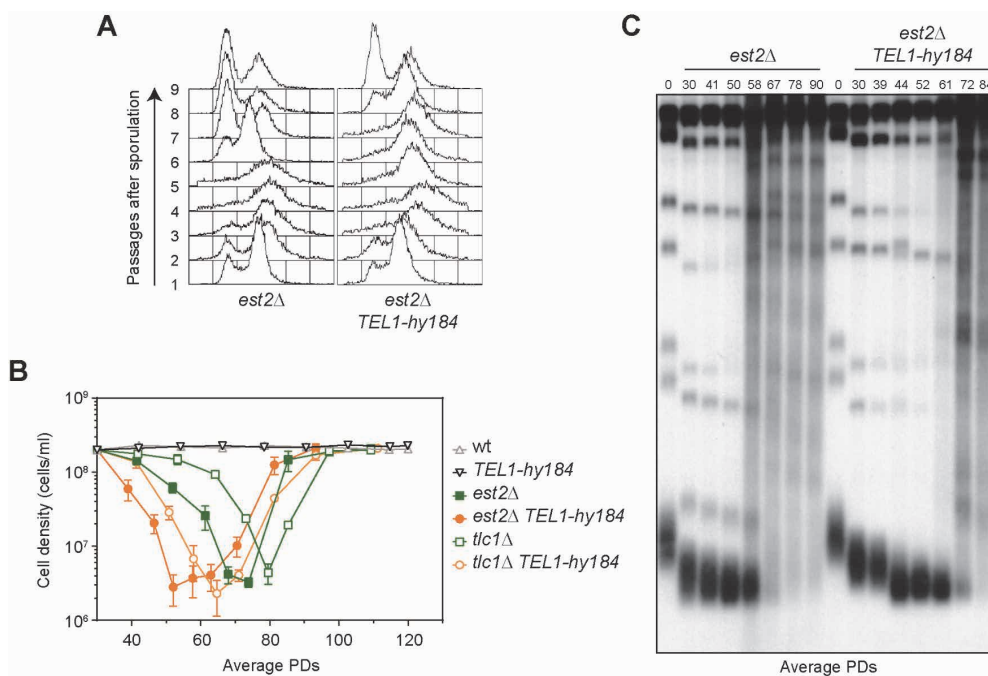 A
Passages after sporulation
9
8
7
6
5
4
3
2
1
est2Δ
est2Δ
TEL1-hy184
B
Cell density (cells/ml)
10⁹
10⁸
10⁷
10⁶
40 60 80 100 120
Average PDs
wt
TEL1-hy184
est2Δ
est2Δ TEL1-hy184
tlc1Δ
tlc1Δ TEL1-hy184
C
est2Δ
est2Δ
TEL1-hy184
0 30 41 50 58 67 78 90 0 30 39 44 52 61 72 84
Average PDs